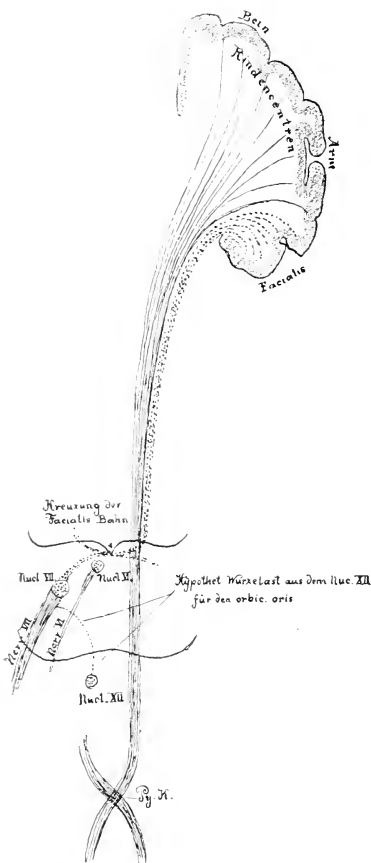 Bein
Rindencentren
Arm
Facialis
Kreuzung der
Facialis Bahn
Nucl VII.
Nucl VI.
Hypothet Wurzelast aus dem Nuc. XII
für den orbic. oris
Nerv VII
Nerv VI
Nucl. XII
Py. K.